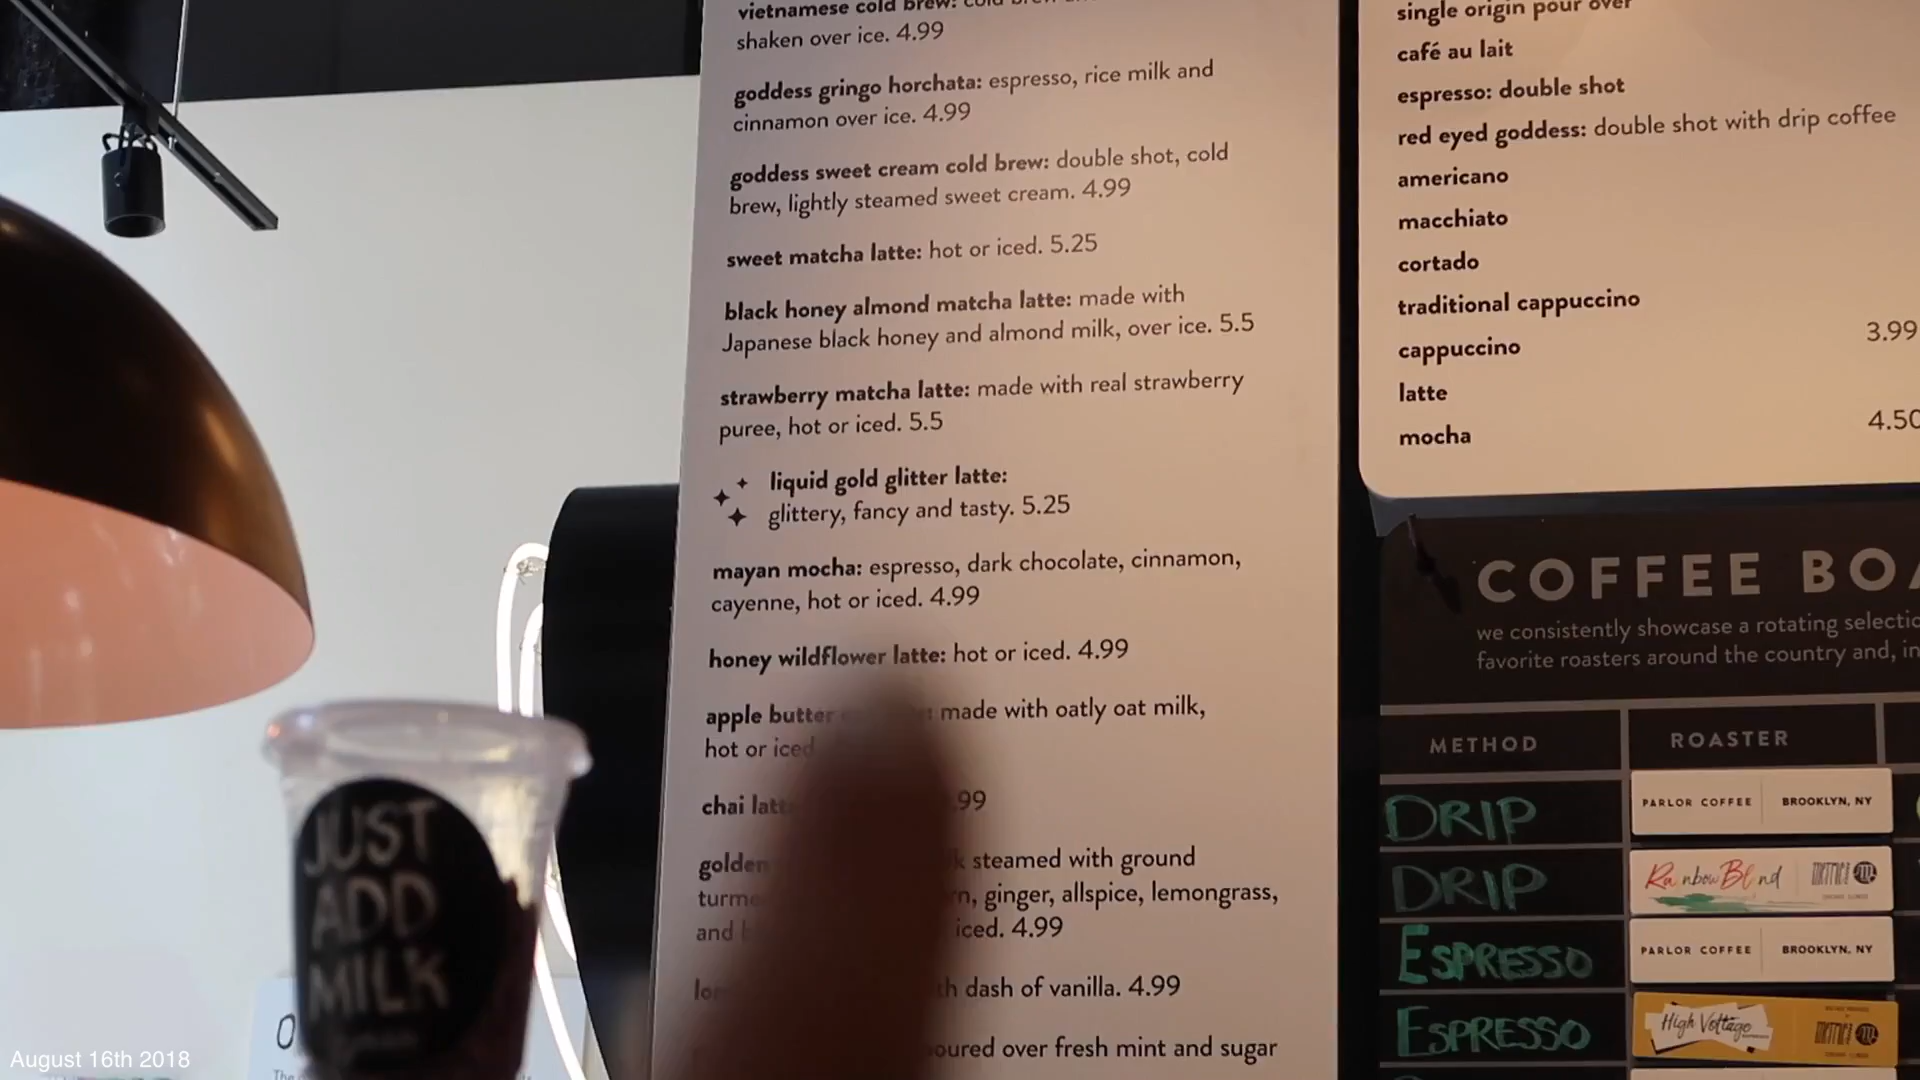 vietnamese cold brew:
shaken over ice. 4.99
goddess gringo horchata: espresso, rice milk and
cinnamon over ice. 4.99
goddess sweet cream cold brew: double shot, cold
brew, lightly steamed sweet cream. 4.99
sweet matcha latte: hot or iced. 5.25
black honey almond matcha latte: made with
Japanese black honey and almond milk, over ice. 5.5
strawberry matcha latte: made with real strawberry
puree, hot or iced. 5.5
liquid gold glitter latte:
glittery, fancy and tasty. 5.25
mayan mocha: espresso, dark chocolate, cinnamon,
cayenne, hot or iced. 4.99
honey wildflower latte: hot or iced. 4.99
apple butter made with oatly oat milk,
hot or iced
chai .99
golden steamed with ground
ginger, allspice, lemongrass,
and iced. 4.99
dash of vanilla. 4.99
over fresh mint and sugar
single origin pour over
café au lait
espresso: double shot
red eyed goddess: double shot with drip coffee
americano
macchiato
cortado
traditional cappuccino
cappuccino 3.99
latte
mocha 4.50
COFFEE
we consistently showcase a rotating
favorite roasters around the country and,
METHOD ROASTER
DRIP PARLOR COFFEE BROOKLYN, NY
DRIP Rainbow Blend
ESPRESSO PARLOR COFFEE BROOKLYN, NY
ESPRESSO High Voltage
JUST
ADD
MILK
August 16th 2018